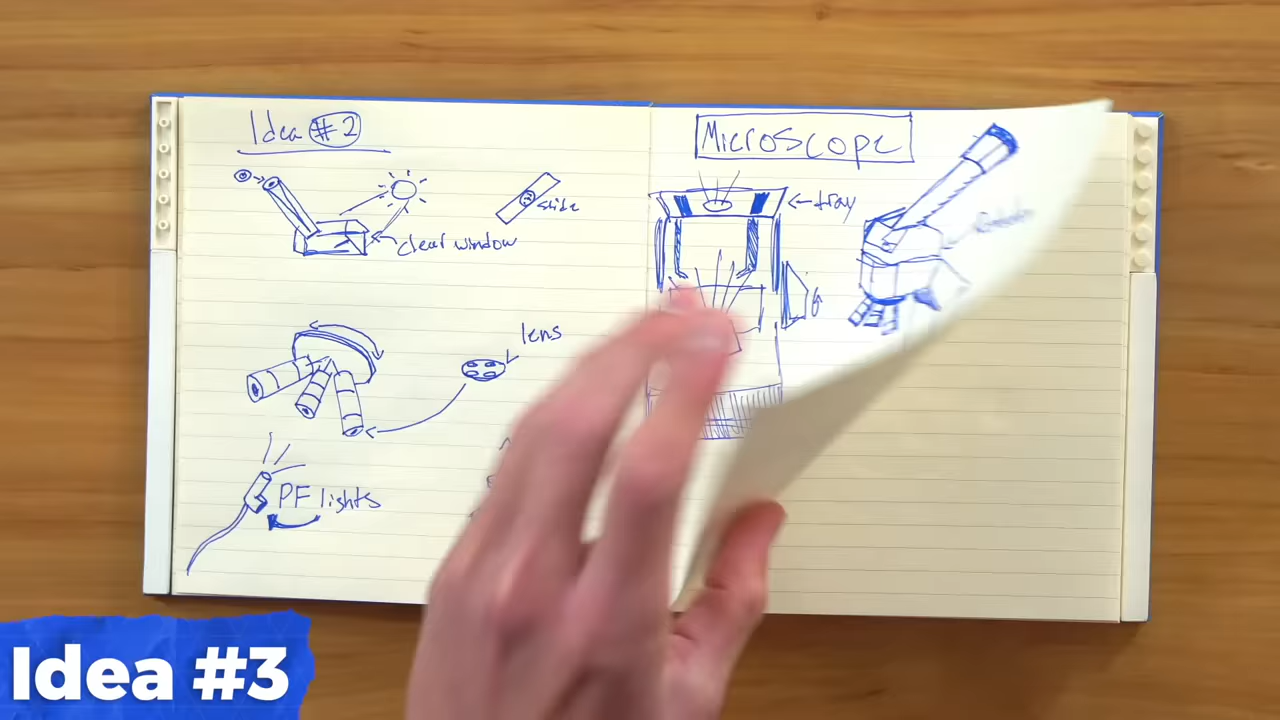 Idea #2
slide
clear window
lens
PF lights
Microscope
←tray
Idea #3